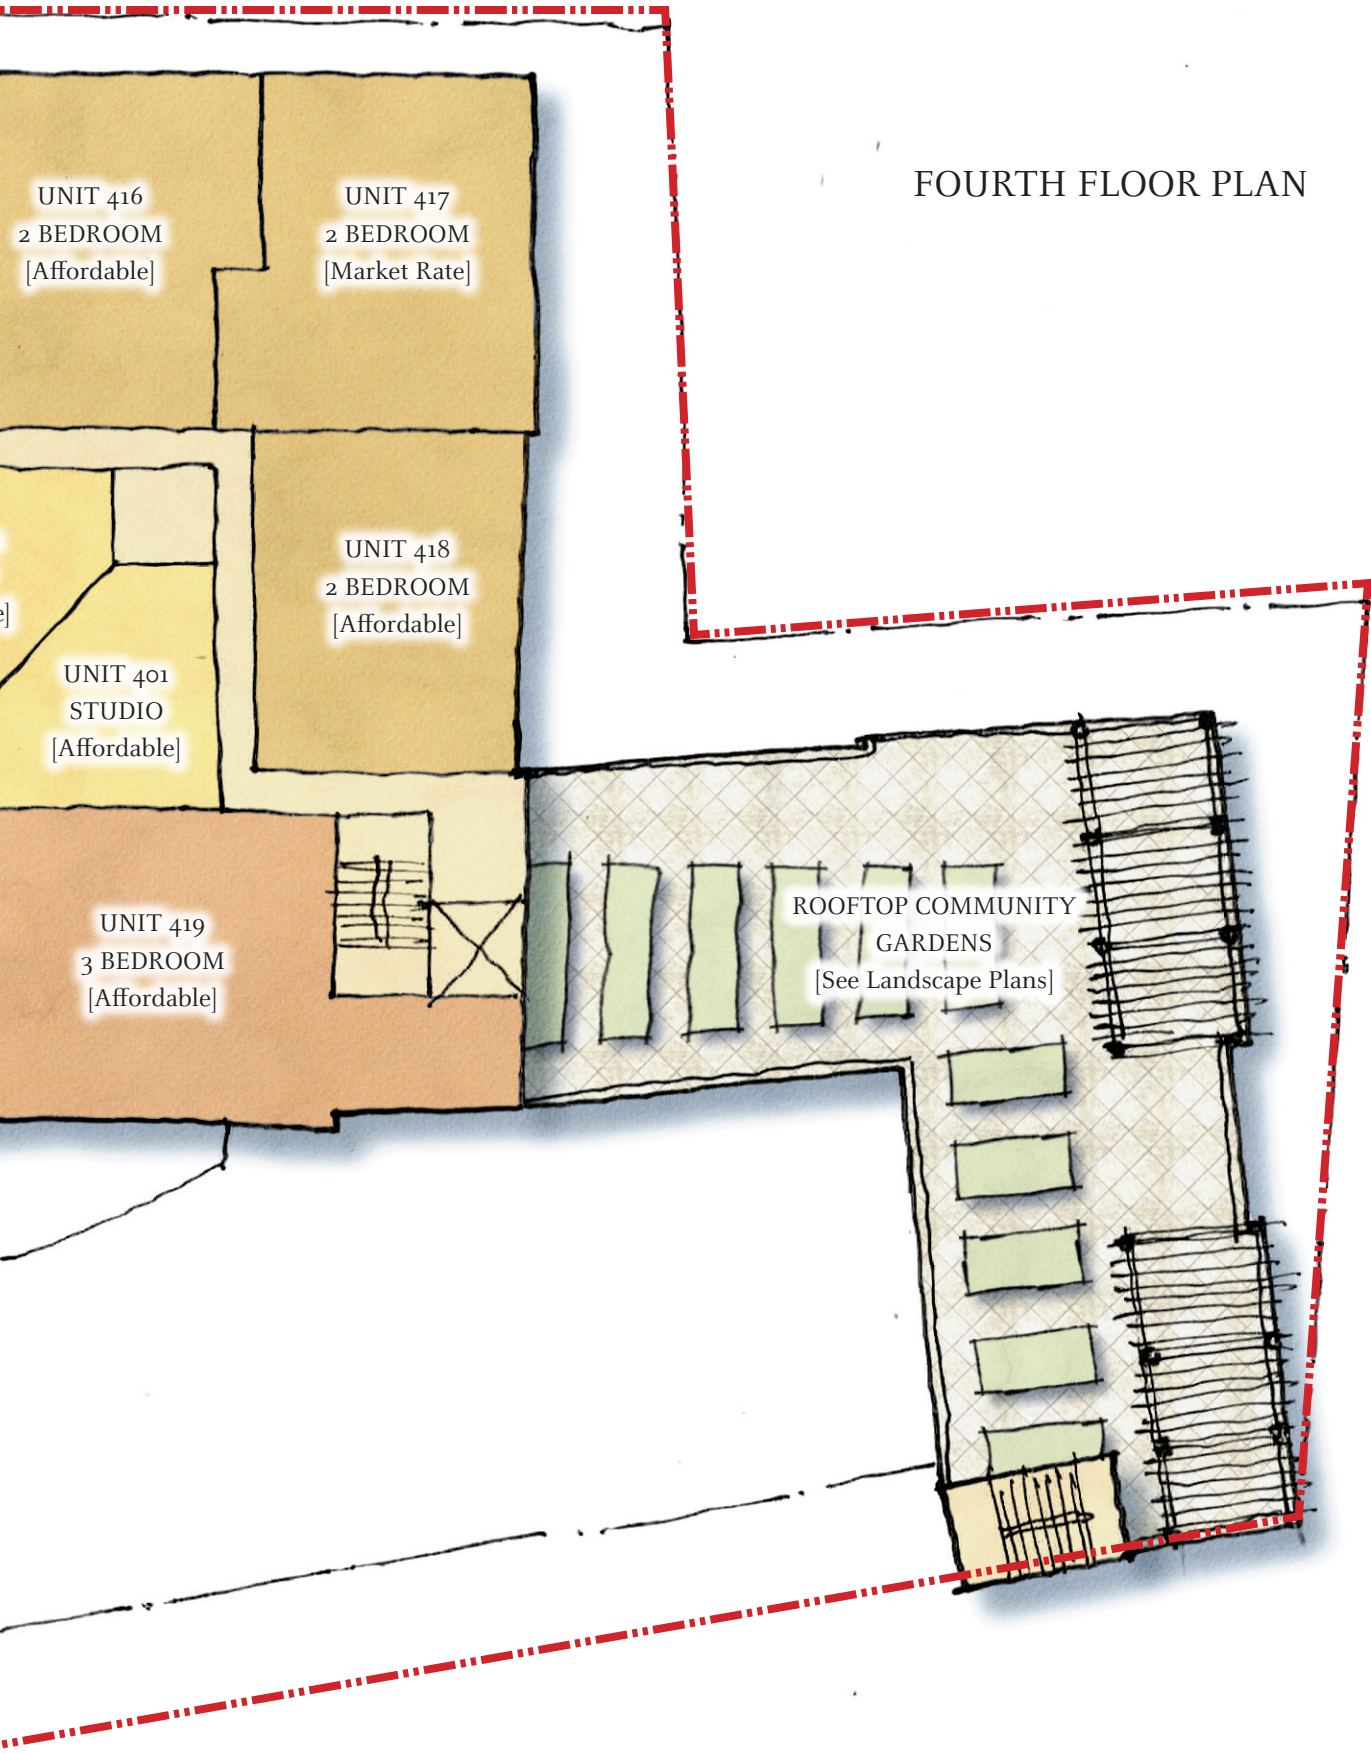 FOURTH FLOOR PLAN
UNIT 416
2 BEDROOM
[Affordable]
UNIT 417
2 BEDROOM
[Market Rate]
UNIT 418
2 BEDROOM
[Affordable]
e]
UNIT 401
STUDIO
[Affordable]
UNIT 419
3 BEDROOM
[Affordable]
ROOFTOP COMMUNITY
GARDENS
[See Landscape Plans]